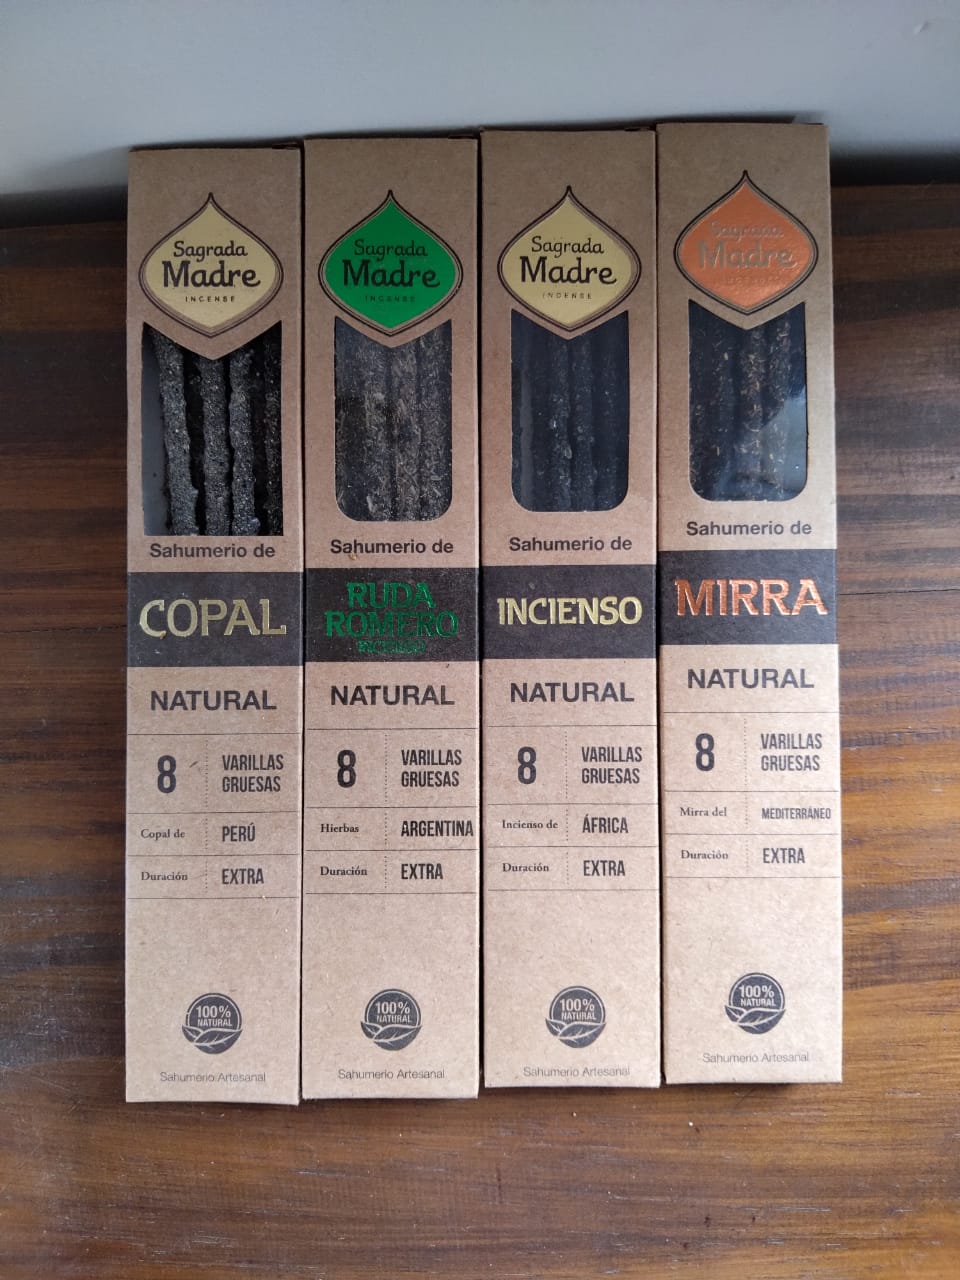 Sagrada
Madre
INCENSE
Sahumerio de
COPAL
NATURAL
8
VARILLAS
GRUESAS
Copal de
PERÚ
Duración
EXTRA
100%
NATURAL
Sahumerio Artesanal
Sagrada
Madre
INCENSE
Sahumerio de
RUDA
ROMERO
INCIENSO
NATURAL
8
VARILLAS
GRUESAS
Hierbas
ARGENTINA
Duración
EXTRA
100%
NATURAL
Sahumerio Artesanal
Sagrada
Madre
INCENSE
Sahumerio de
INCIENSO
NATURAL
8
VARILLAS
GRUESAS
Incienso de
ÁFRICA
Duración
EXTRA
100%
NATURAL
Sahumerio Artesanal
Sagrada
Madre
INCENSE
Sahumerio de
MIRRA
NATURAL
8
VARILLAS
GRUESAS
Mirra del
MEDITERRÁNEO
Duración
EXTRA
100%
NATURAL
Sahumerio Artesanal